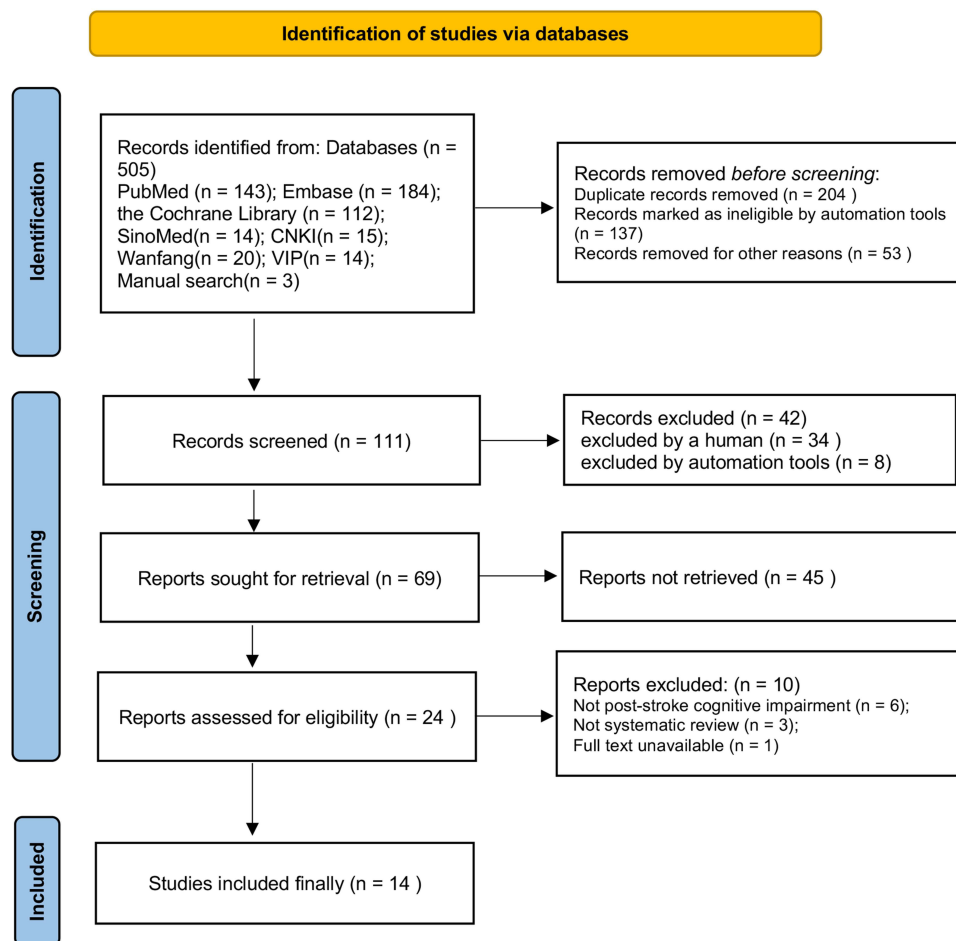 Identification of studies via databases
Identification
Records identified from: Databases (n =
505)
PubMed (n = 143); Embase (n = 184);
the Cochrane Library (n = 112);
SinoMed(n = 14); CNKI(n = 15);
Wanfang(n = 20); VIP(n = 14);
Manual search(n = 3)
Records removed before screening:
Duplicate records removed (n = 204 )
Records marked as ineligible by automation tools
(n = 137)
Records removed for other reasons (n = 53 )
Screening
Records screened (n = 111)
Records excluded (n = 42)
excluded by a human (n = 34 )
excluded by automation tools (n = 8)
Reports sought for retrieval (n = 69)
Reports not retrieved (n = 45 )
Reports assessed for eligibility (n = 24 )
Reports excluded: (n = 10)
Not post-stroke cognitive impairment (n = 6);
Not systematic review (n = 3);
Full text unavailable (n = 1)
Included
Studies included finally (n = 14 )